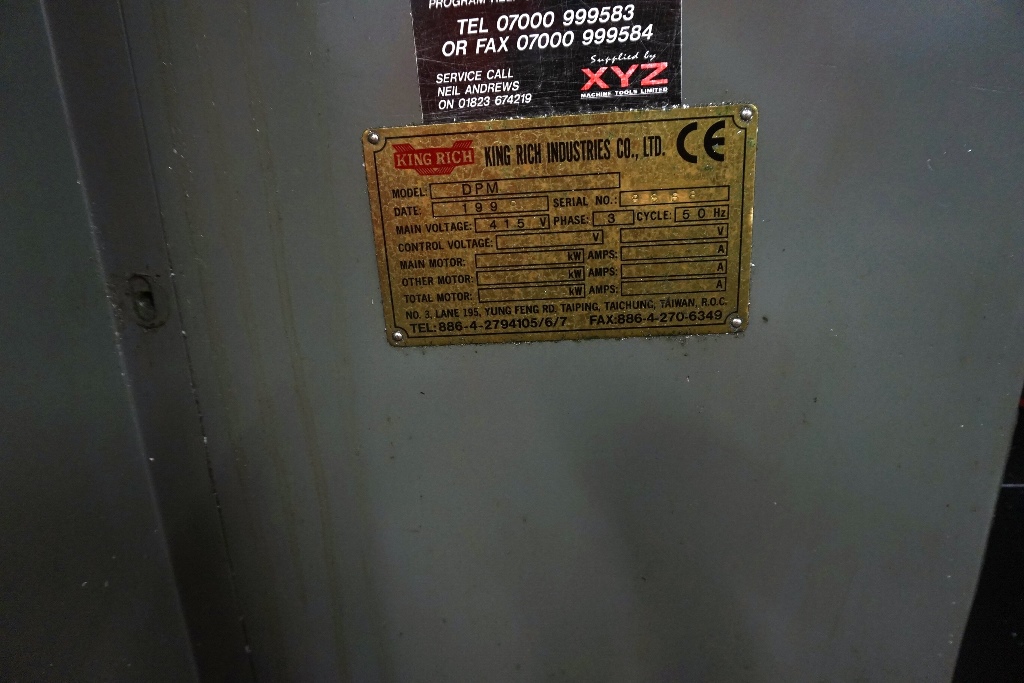 TEL 07000 999583
OR FAX 07000 999584
SERVICE CALL
NEIL ANDREWS
ON 01823 674219
Supplied by
XYZ
MACHINE TOOLS LIMITED
KING RICH KING RICH INDUSTRIES CO., LTD. CE
MODEL: DPM
DATE: SERIAL NO.:
MAIN VOLTAGE: 415 V PHASE: 3 CYCLE: 50 Hz
CONTROL VOLTAGE: V V
MAIN MOTOR: kW AMPS: A
OTHER MOTOR: kW AMPS: A
TOTAL MOTOR: kW AMPS: A
NO. 3, LANE 195, YUNG FENG RD, TAIPING, TAICHUNG, TAIWAN, R.O.C.
TEL:886-4-2794105/6/7 FAX:886-4-270-6349